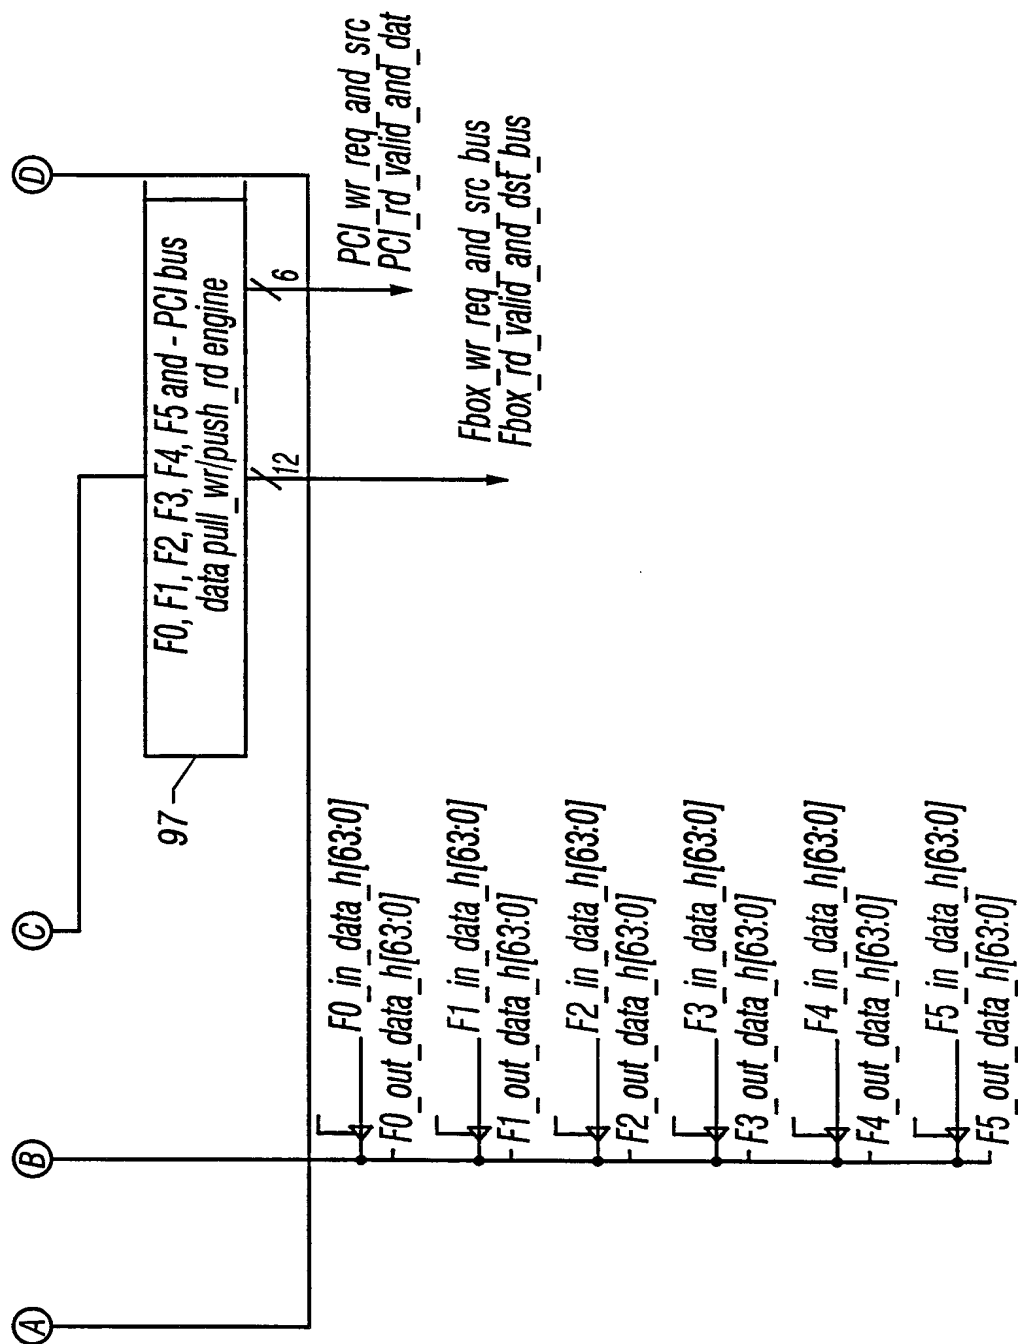 A
B
C
D
97
F0, F1, F2, F3, F4, F5 and - PCI bus
data pull_wr/push_rd engine
12
6
PCI_wr_req_and_src
PCI_rd_valid_and_dat
Fbox_wr_req_and_src_bus
Fbox_rd_valid_and_dst_bus
F0_in_data_h[63:0]
F0_out_data_h[63:0]
F1_in_data_h[63:0]
F1_out_data_h[63:0]
F2_in_data_h[63:0]
F2_out_data_h[63:0]
F3_in_data_h[63:0]
F3_out_data_h[63:0]
F4_in_data_h[63:0]
F4_out_data_h[63:0]
F5_in_data_h[63:0]
F5_out_data_h[63:0]